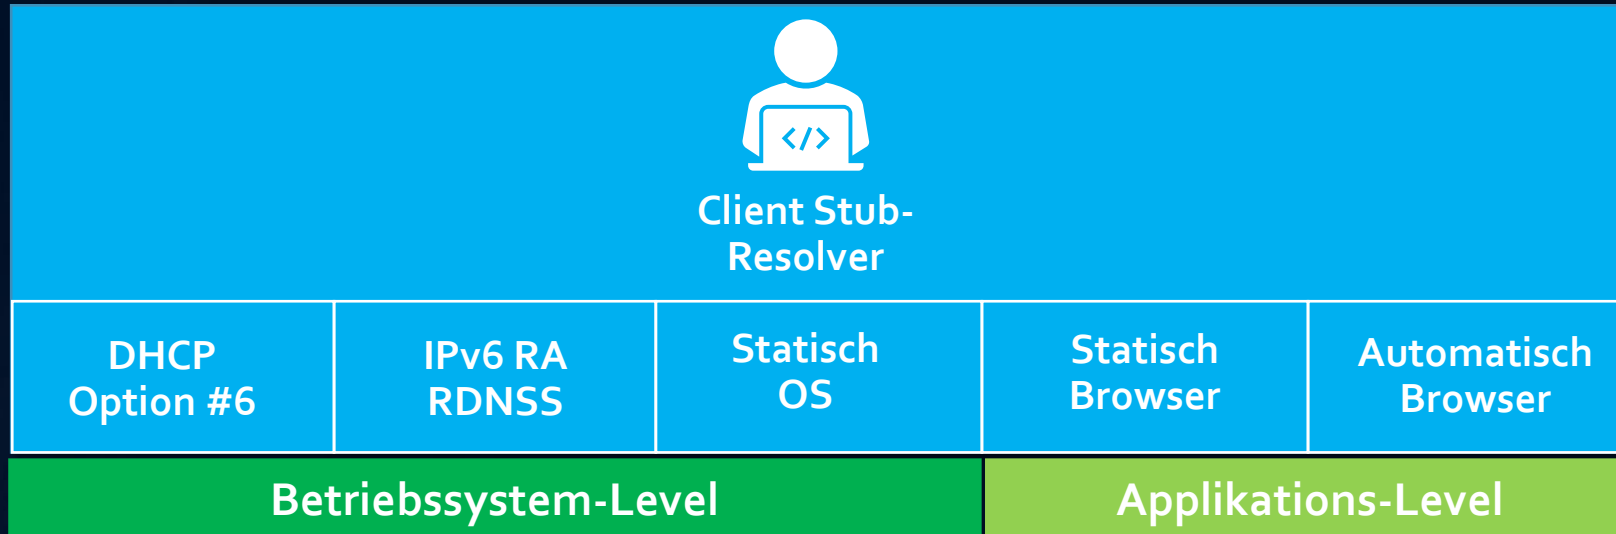 </>
Client Stub-
Resolver
DHCP
Option #6
IPv6 RA
RDNSS
Statisch
OS
Statisch
Browser
Automatisch
Browser
Betriebssystem-Level
Applikations-Level